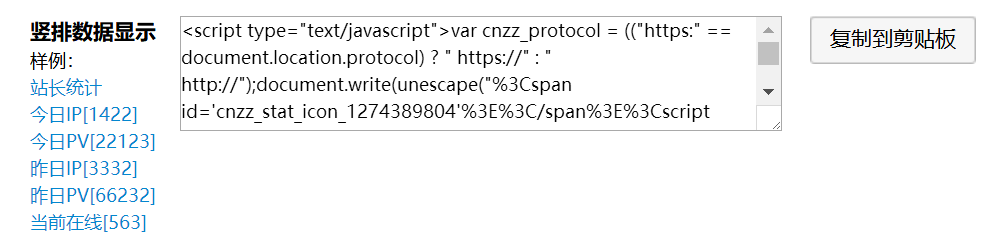 竖排数据显示
样例：
站长统计
今日IP[1422]
今日PV[22123]
昨日IP[3332]
昨日PV[66232]
当前在线[563]
<script type="text/javascript">var cnzz_protocol = (("https:" ==
document.location.protocol) ? " https://" : "
http://");document.write(unescape("%3Cspan
id='cnzz_stat_icon_1274389804'%3E%3C/span%3E%3Cscript
复制到剪贴板